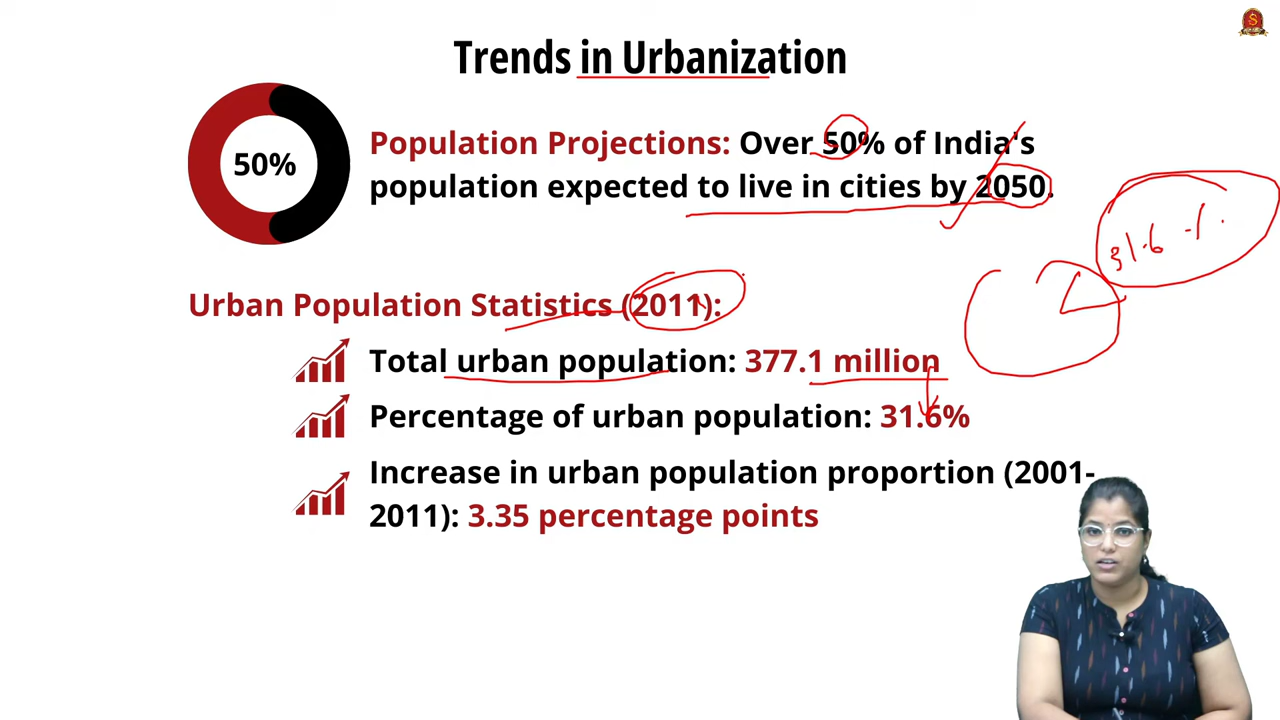 Trends in Urbanization
50%
Population Projections: Over 50% of India's
population expected to live in cities by 2050.
31.6 %
Urban Population Statistics (2011):
Total urban population: 377.1 million
Percentage of urban population: 31.6%
Increase in urban population proportion (2001-
2011): 3.35 percentage points